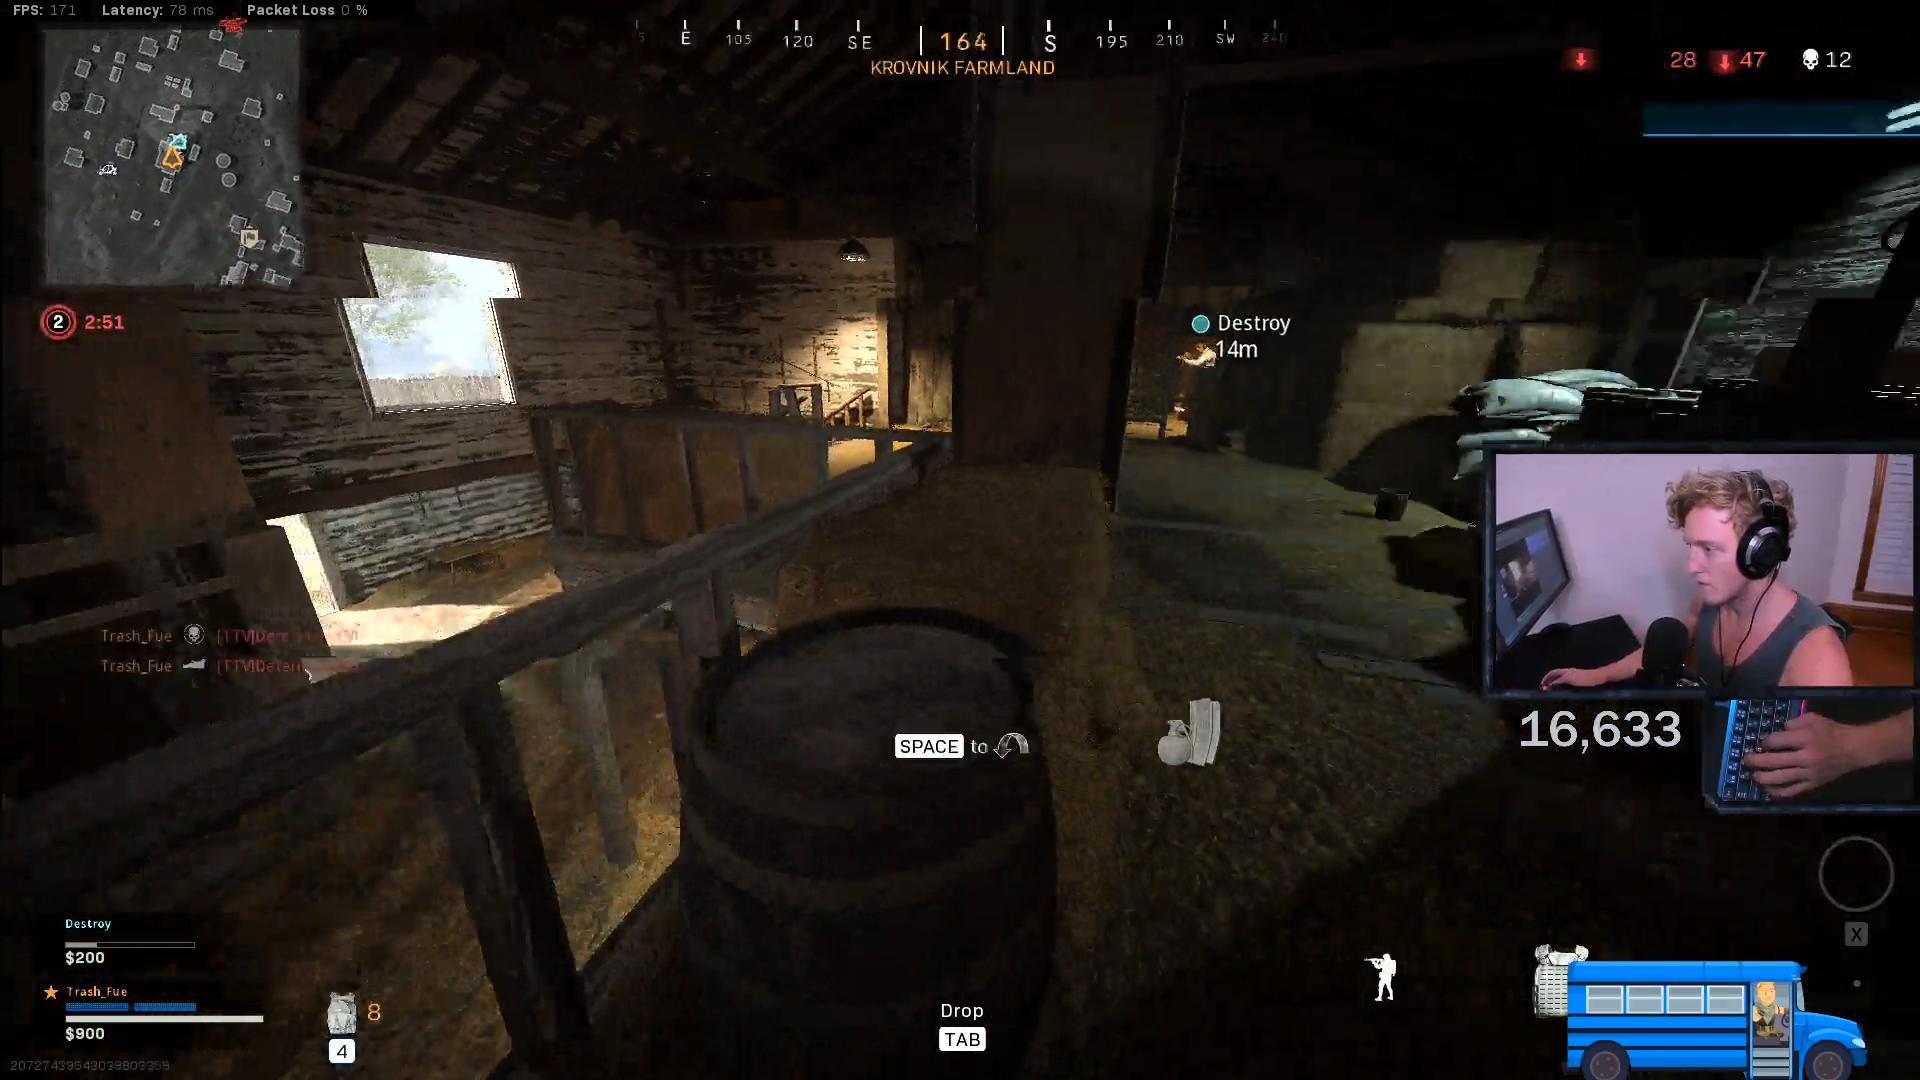 FPS: 171 Latency: 78 ms Packet Loss 0 %
E 105 120 SE 164 S 195 210 SW 240
KROVNIK FARMLAND
28 47 12
2 2:51
Destroy
14m
Trash_Fue
Trash_Fue
16,633
SPACE to
X
Destroy
$200
Trash_Fue
$900
8
4
Drop
TAB